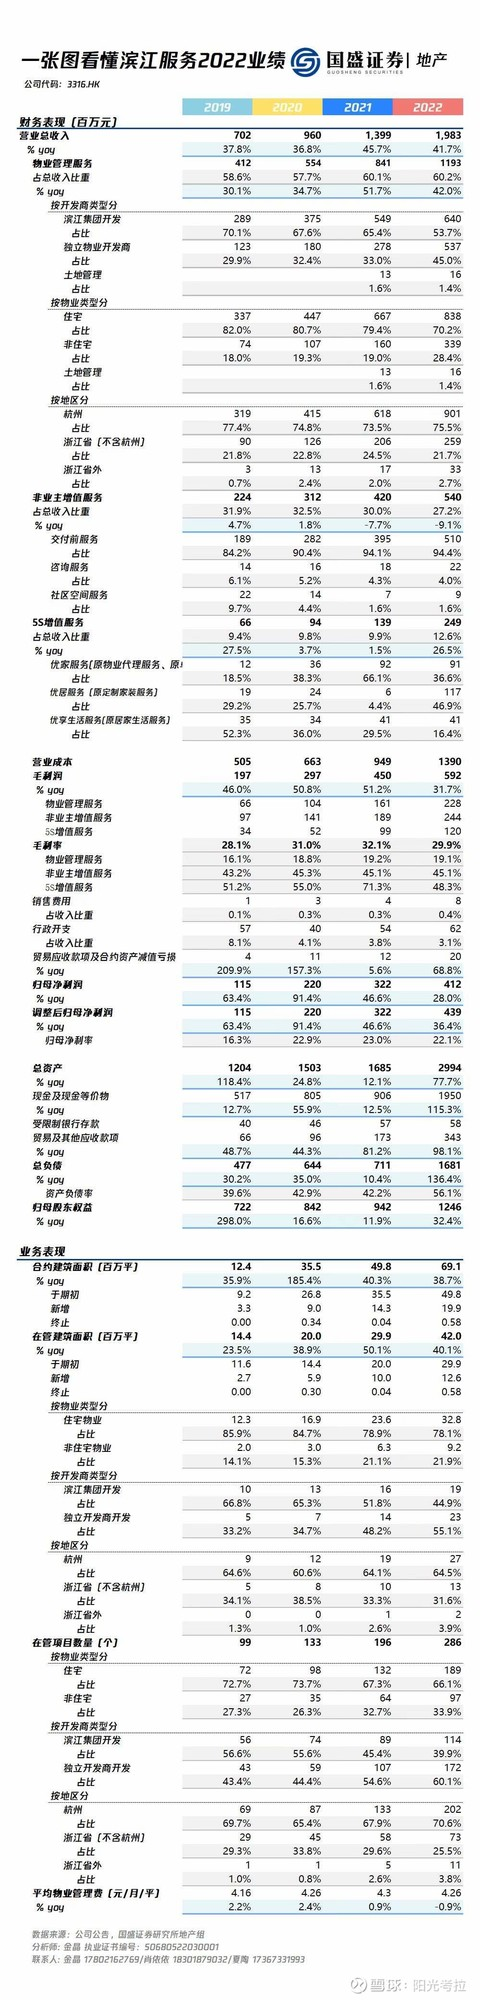 一张图看懂滨江服务2022业绩 国盛证券 | 地产
GUOSHENG SECURITIES
公司代码：3316.HK
2019 2020 2021 2022
财务表现（百万元）
营业总收入 702 960 1,399 1,983
% yoy 37.8% 36.8% 45.7% 41.7%
物业管理服务 412 554 841 1193
占总收入比重 58.6% 57.7% 60.1% 60.2%
% yoy 30.1% 34.7% 51.7% 42.0%
按开发商类型分
滨江集团开发 289 375 549 640
占比 70.1% 67.6% 65.4% 53.7%
独立物业开发商 123 180 278 537
占比 29.9% 32.4% 33.0% 45.0%
土地管理 13 16
占比 1.6% 1.4%
按物业类型分
住宅 337 447 667 838
占比 82.0% 80.7% 79.4% 70.2%
非住宅 74 107 160 339
占比 18.0% 19.3% 19.0% 28.4%
土地管理 13 16
占比 1.6% 1.4%
按地区分
杭州 319 415 618 901
占比 77.4% 74.8% 73.5% 75.5%
浙江省（不含杭州） 90 126 206 259
占比 21.8% 22.8% 24.5% 21.7%
浙江省外 3 13 17 33
占比 0.7% 2.4% 2.0% 2.7%
非业主增值服务 224 312 420 540
占总收入比重 31.9% 32.5% 30.0% 27.2%
% yoy 4.7% 1.8% -7.7% -9.1%
交付前服务 189 282 395 510
占比 84.2% 90.4% 94.1% 94.4%
咨询服务 14 16 18 22
占比 6.1% 5.2% 4.3% 4.0%
社区空间服务 22 14 7 9
占比 9.7% 4.4% 1.6% 1.6%
5S增值服务 66 94 139 249
占总收入比重 9.4% 9.8% 9.9% 12.6%
% yoy 27.5% 3.7% 1.5% 26.5%
优家服务(原物业代理服务、原 12 36 92 91
占比 18.5% 38.3% 66.1% 36.6%
优居服务（原定制家装服务） 19 24 6 117
占比 29.2% 25.7% 4.4% 46.9%
优享生活服务(原居家生活服务) 35 34 41 41
占比 52.3% 36.0% 29.5% 16.4%
营业成本 505 663 949 1390
毛利润 197 297 450 592
% yoy 46.0% 50.8% 51.2% 31.7%
物业管理服务 66 104 161 228
非业主增值服务 97 141 189 244
5S增值服务 34 52 99 120
毛利率 28.1% 31.0% 32.1% 29.9%
物业管理服务 16.1% 18.8% 19.2% 19.1%
非业主增值服务 43.2% 45.3% 45.1% 45.1%
5S增值服务 51.2% 55.0% 71.3% 48.3%
销售费用 1 3 4 8
占收入比重 0.1% 0.3% 0.3% 0.4%
行政开支 57 40 54 62
占收入比重 8.1% 4.1% 3.8% 3.1%
贸易应收款项及合约资产减值亏损 4 11 12 20
% yoy 209.9% 157.3% 5.6% 68.8%
归母净利润 115 220 322 412
% yoy 63.4% 91.4% 46.6% 28.0%
调整后归母净利润 115 220 322 439
% yoy 63.4% 91.4% 46.6% 36.4%
归母净利率 16.3% 22.9% 23.0% 22.1%
总资产 1204 1503 1685 2994
% yoy 118.4% 24.8% 12.1% 77.7%
现金及现金等价物 517 805 906 1950
% yoy 12.7% 55.9% 12.5% 115.3%
受限制银行存款 40 46 57 58
贸易及其他应收款项 66 96 173 343
% yoy 48.7% 44.3% 81.2% 98.1%
总负债 477 644 711 1681
% yoy 30.2% 35.0% 10.4% 136.4%
资产负债率 39.6% 42.9% 42.2% 56.1%
归母股东权益 722 842 942 1246
% yoy 298.0% 16.6% 11.9% 32.4%
业务表现
合约建筑面积（百万平） 12.4 35.5 49.8 69.1
% yoy 35.9% 185.4% 40.3% 38.7%
于期初 9.2 26.8 35.5 49.8
新增 3.3 9.0 14.3 19.9
终止 0.00 0.34 0.04 0.58
在管建筑面积（百万平） 14.4 20.0 29.9 42.0
% yoy 23.5% 38.9% 50.1% 40.1%
于期初 11.6 14.4 20.0 29.9
新增 2.7 5.9 10.0 12.6
终止 0.00 0.30 0.04 0.58
按物业类型分
住宅物业 12.3 16.9 23.6 32.8
占比 85.9% 84.7% 78.9% 78.1%
非住宅物业 2.0 3.0 6.3 9.2
占比 14.1% 15.3% 21.1% 21.9%
按开发商类型分
滨江集团开发 10 13 16 19
占比 66.8% 65.3% 51.8% 44.9%
独立开发商开发 5 7 14 23
占比 33.2% 34.7% 48.2% 55.1%
按地区分
杭州 9 12 19 27
占比 64.6% 60.6% 64.1% 64.5%
浙江省（不含杭州） 5 8 10 13
占比 34.1% 38.5% 33.3% 31.6%
浙江省外 0 0 1 2
占比 1.3% 1.0% 2.6% 3.9%
在管项目数量（个） 99 133 196 286
按物业类型分
住宅 72 98 132 189
占比 72.7% 73.7% 67.3% 66.1%
非住宅 27 35 64 97
占比 27.3% 26.3% 32.7% 33.9%
按开发商类型分
滨江集团开发 56 74 89 114
占比 56.6% 55.6% 45.4% 39.9%
独立开发商开发 43 59 107 172
占比 43.4% 44.4% 54.6% 60.1%
按地区分
杭州 69 87 133 202
占比 69.7% 65.4% 67.9% 70.6%
浙江省（不含杭州） 29 45 58 73
占比 29.3% 33.8% 29.6% 25.5%
浙江省外 1 1 5 11
占比 1.0% 0.8% 2.6% 3.8%
平均物业管理费（元/月/平） 4.16 4.26 4.3 4.26
% yoy 2.2% 2.4% 0.9% -0.9%
数据来源：公司公告，国盛证券研究所地产组
分析师：金晶 执业证书编号：S0680522030001
联系人：金晶 17802162769/肖依依 18301879032/夏陶 17367331993
雪球：阳光考拉